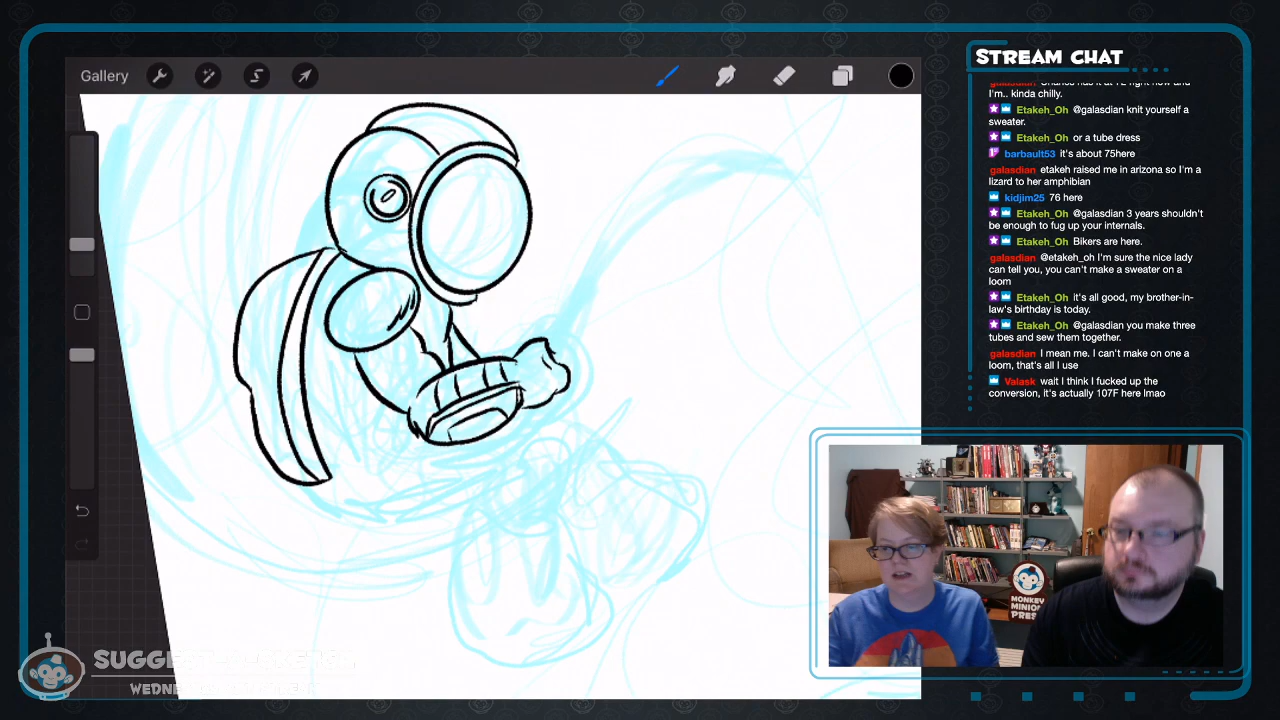 Gallery
STREAM CHAT
I'm.. kinda chilly.
Etakeh_Oh @galasdian knit yourself a
sweater.
Etakeh_Oh or a tube dress
barbault53 it's about 75here
galasdian etakeh raised me in arizona so I'm a
lizard to her amphibian
kidjim25 76 here
Etakeh_Oh @galasdian 3 years shouldn't
be enough to fug up your internals.
Etakeh_Oh Bikers are here.
galasdian @etakeh_oh I'm sure the nice lady
can tell you, you can't make a sweater on a
loom
Etakeh_Oh it's all good, my brother-in-
law's birthday is today.
Etakeh_Oh @galasdian you make three
tubes and sew them together.
galasdian I mean me. I can't make on one a
loom, that's all I use
Valask wait I think I fucked up the
conversion, it's actually 107F here lmao
MONKEY
MINION
PRESS